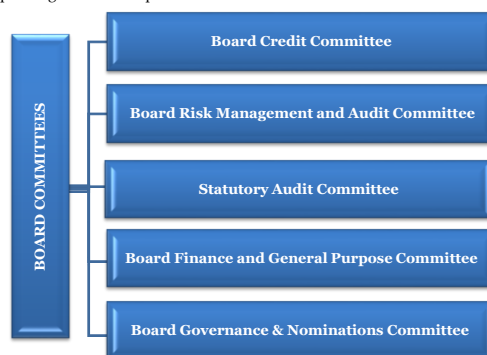 BOARD COMMITTEES
Board Credit Committee
Board Risk Management and Audit Committee
Statutory Audit Committee
Board Finance and General Purpose Committee
Board Governance & Nominations Committee